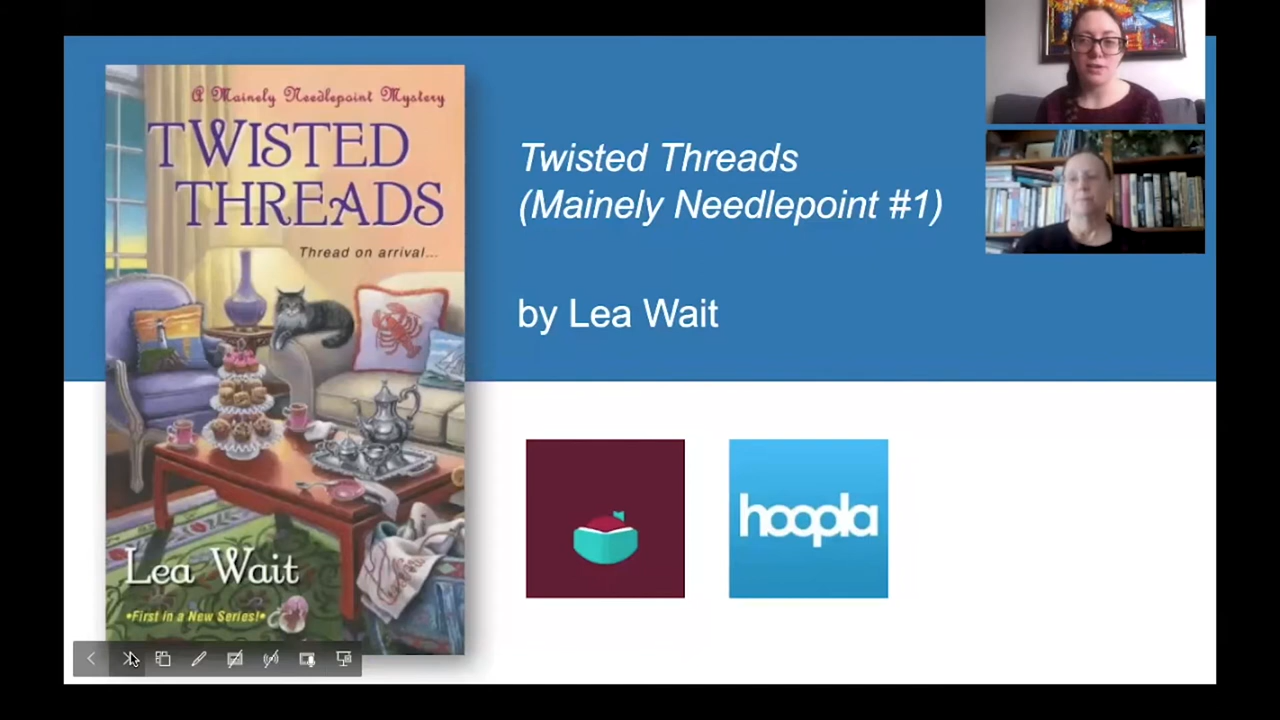 A Mainely Needlepoint Mystery
TWISTED
THREADS
Thread on arrival...
Lea Wait
•First in a New Series!•
Twisted Threads
(Mainely Needlepoint #1)
by Lea Wait
hoopla